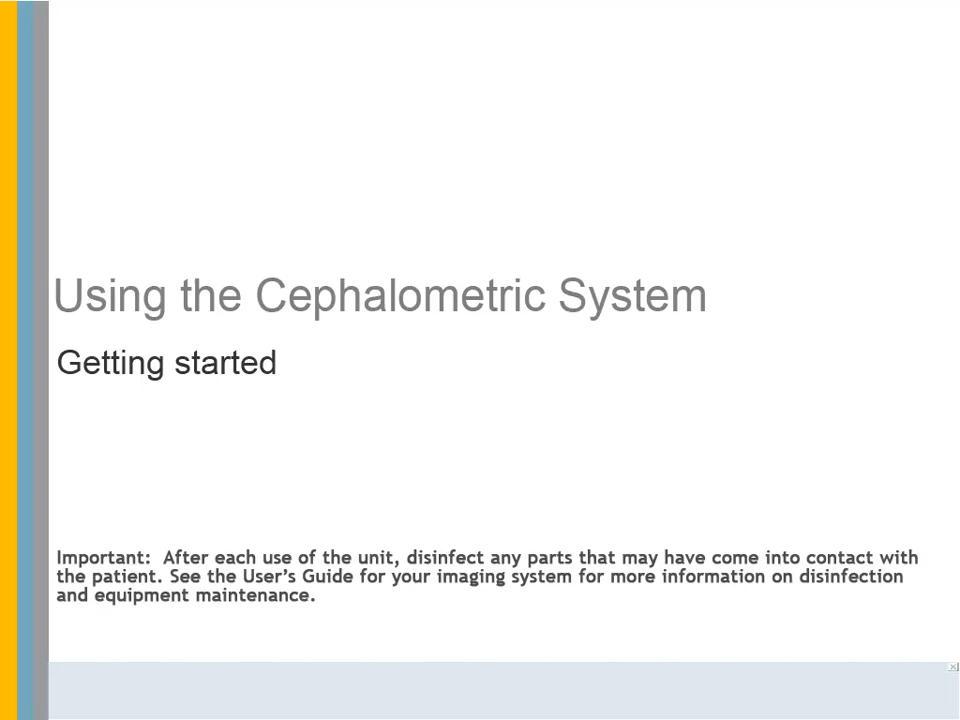 Using the Cephalometric System
Getting started
Important:  After each use of the unit, disinfect any parts that may have come into contact with
the patient. See the User’s Guide for your imaging system for more information on disinfection
and equipment maintenance.